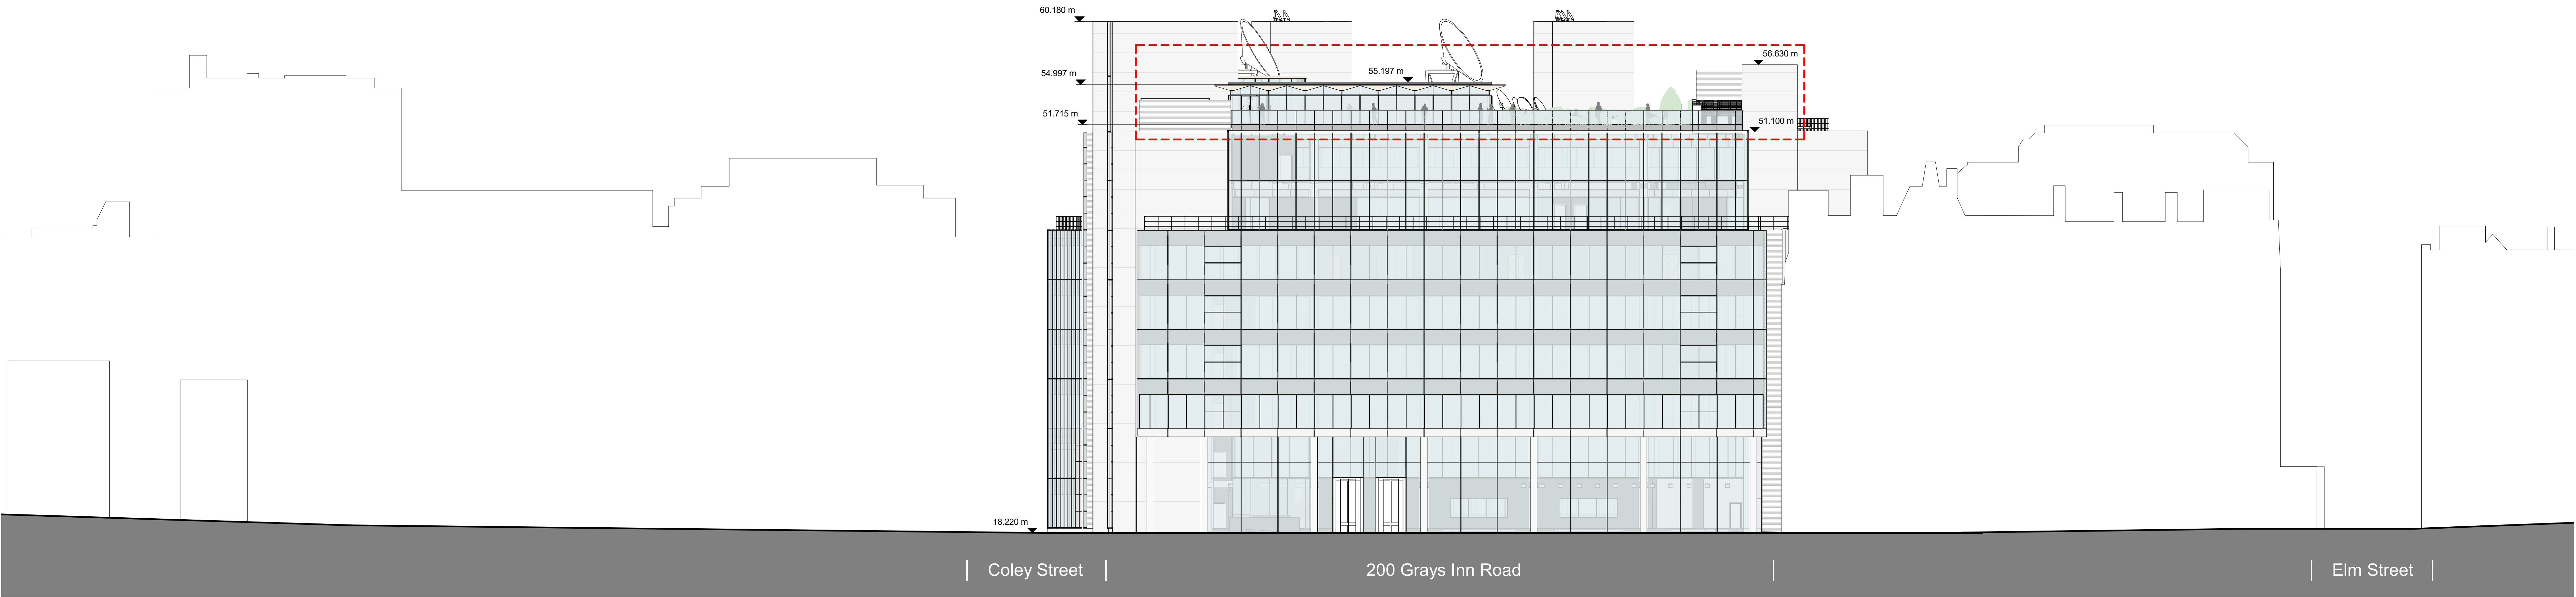 60.180 m
56.630 m
55.197 m
54.997 m
51.715 m
51.100 m
18.220 m
Coley Street
200 Grays Inn Road
Elm Street